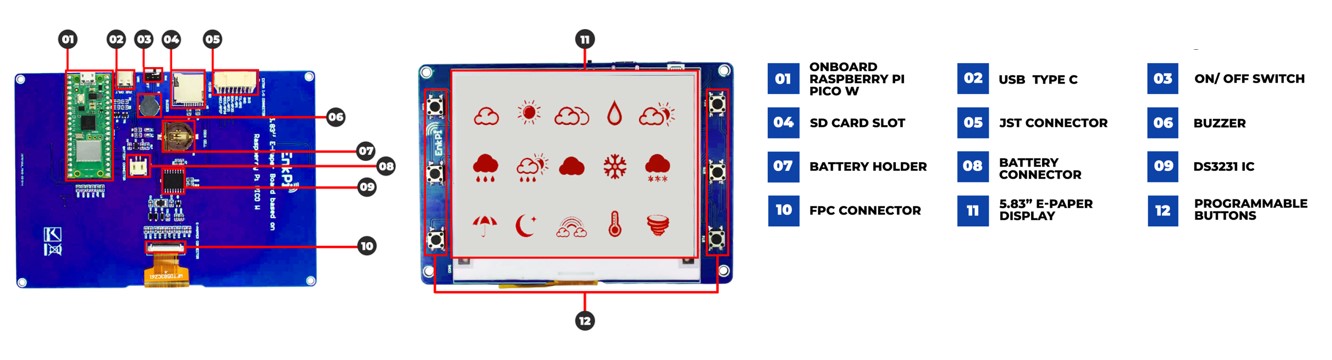 01
02
03
04
05
11
06
07
08
09
10
12
5.83" E-Paper Board based on
Raspberry Pi PICO W
EnkPi
EnkPi
01
ONBOARD
RASPBERRY PI
PICO W
02
USB TYPE C
03
ON/ OFF SWITCH
04
SD CARD SLOT
05
JST CONNECTOR
06
BUZZER
07
BATTERY HOLDER
08
BATTERY
CONNECTOR
09
DS3231 IC
10
FPC CONNECTOR
11
5.83” E-PAPER
DISPLAY
12
PROGRAMMABLE
BUTTONS